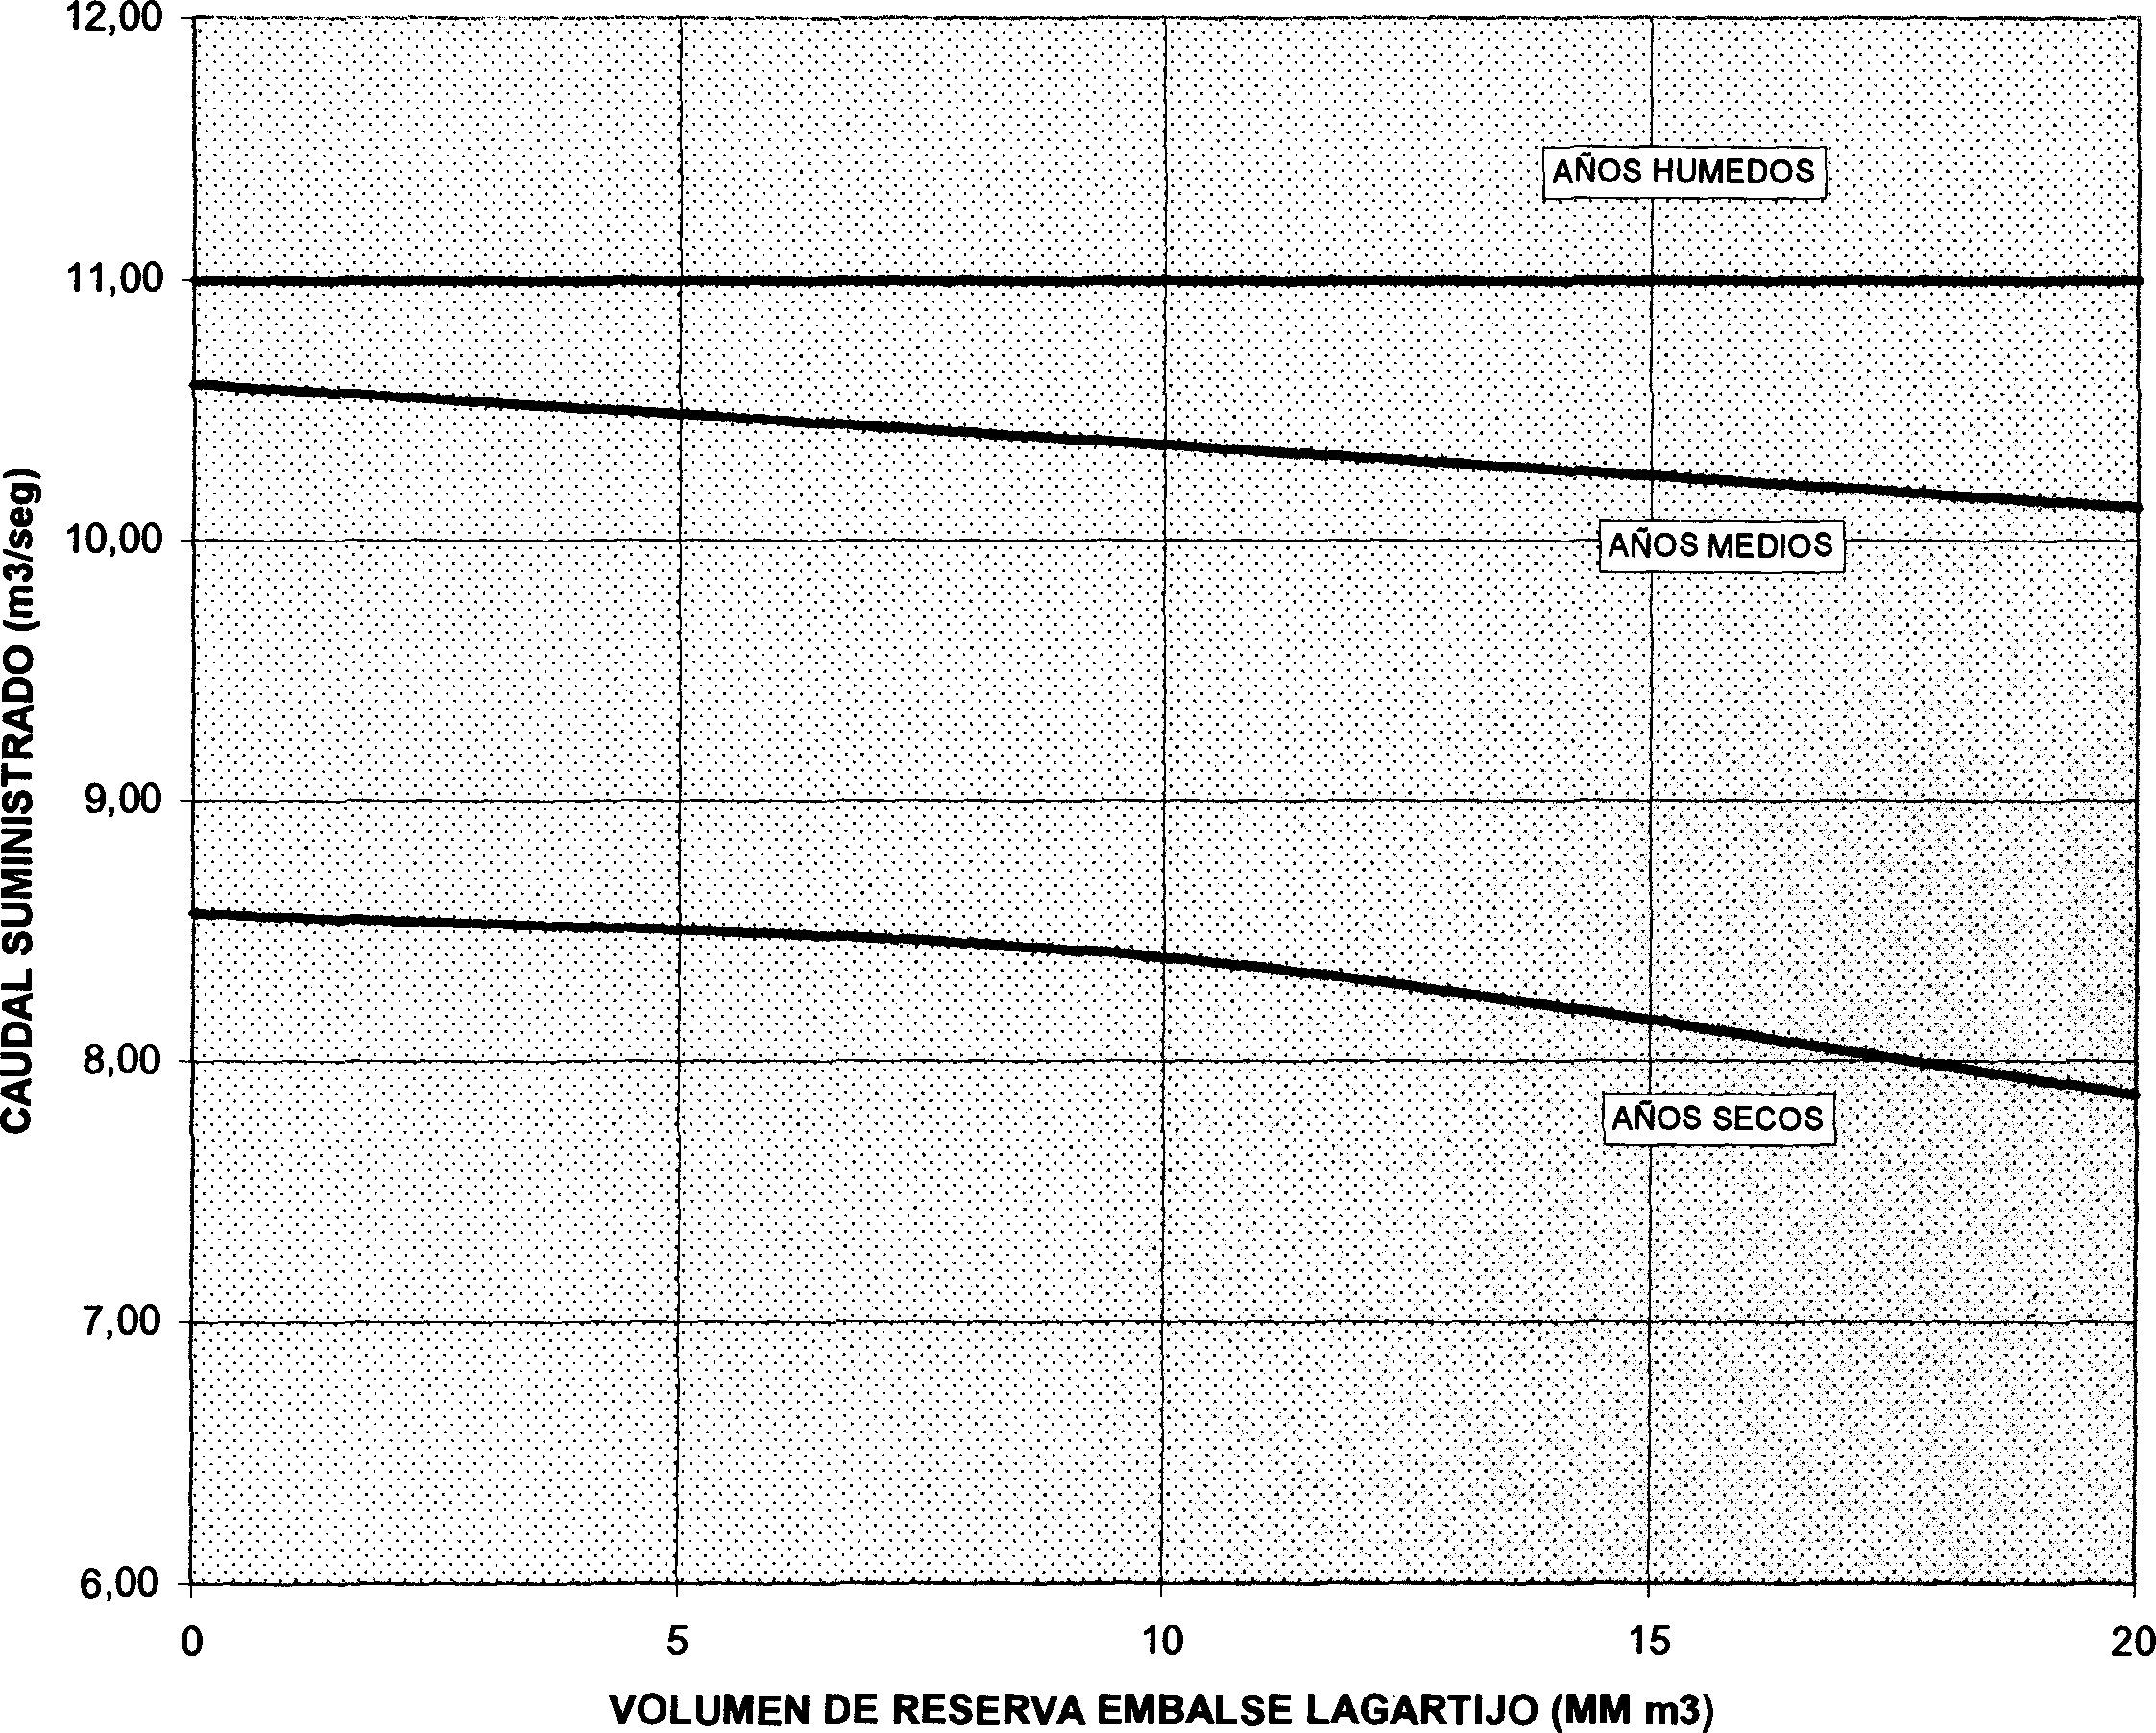 12,00
AÑOS HUMEDOS
11,00
10,00
AÑOS MEDIOS
9,00
8,00
AÑOS SECOS
7,00
6,00
CAUDAL SUMINISTRADO (m3/seg)
0 5 10 15 20
VOLUMEN DE RESERVA EMBALSE LAGARTIJO (MM m3)